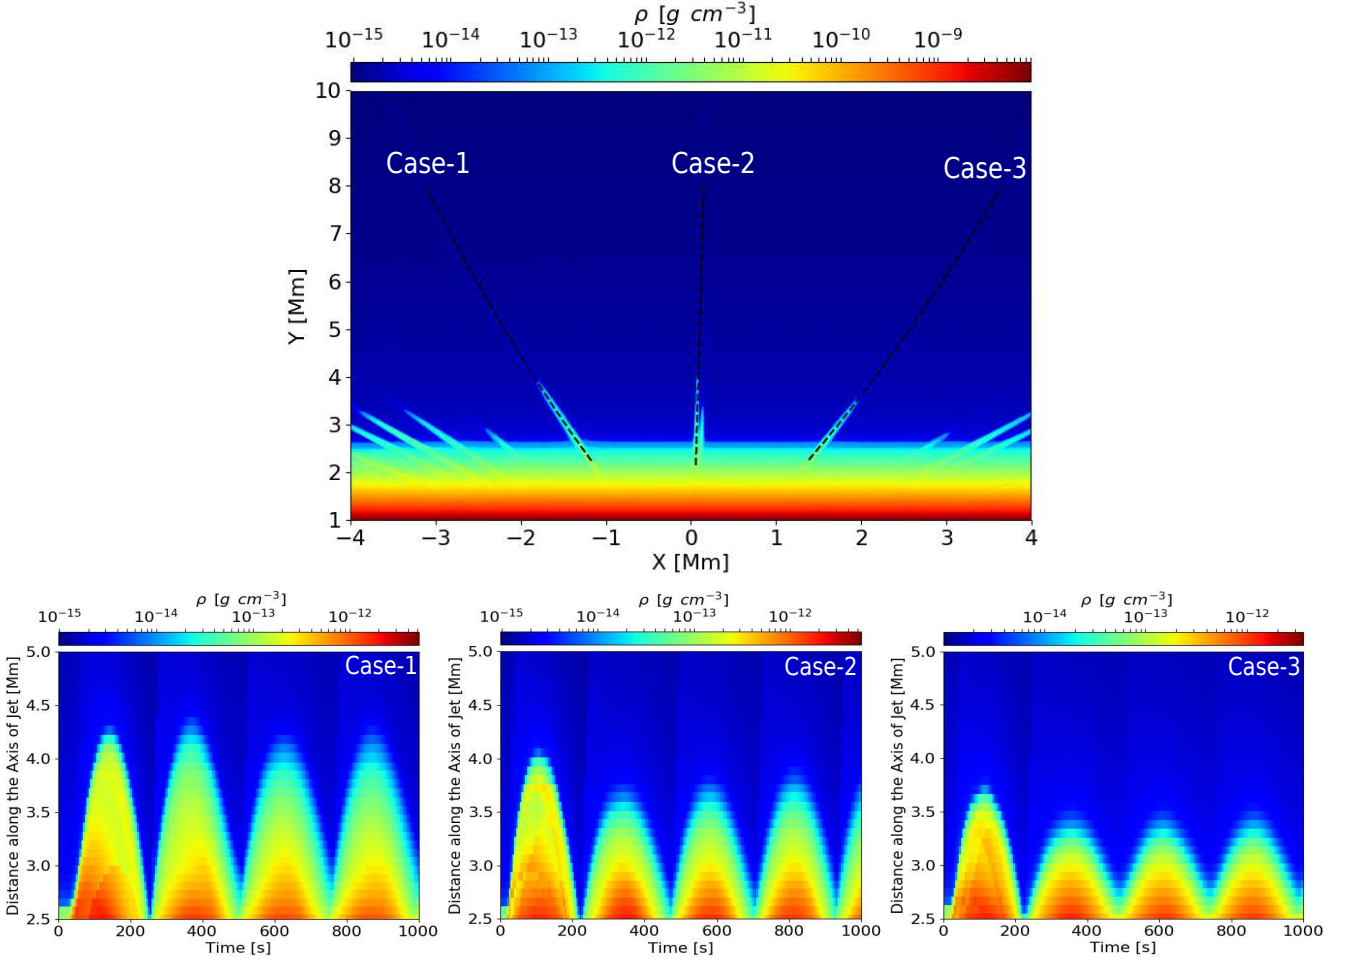 ρ [g cm⁻³]
10⁻¹⁵ 10⁻¹⁴ 10⁻¹³ 10⁻¹² 10⁻¹¹ 10⁻¹⁰ 10⁻⁹
10
9
Case-1 Case-2 Case-3
8
7
6
Y [Mm]
5
4
3
2
1
−4 −3 −2 −1 0 1 2 3 4
X [Mm]
ρ [g cm⁻³]
10⁻¹⁵ 10⁻¹⁴ 10⁻¹³ 10⁻¹²
Case-1
Distance along the Axis of Jet [Mm]
5.0
4.5
4.0
3.5
3.0
2.5
0 200 400 600 800 1000
Time [s]
ρ [g cm⁻³]
10⁻¹⁵ 10⁻¹⁴ 10⁻¹³ 10⁻¹²
Case-2
Distance along the Axis of Jet [Mm]
5.0
4.5
4.0
3.5
3.0
2.5
0 200 400 600 800 1000
Time [s]
ρ [g cm⁻³]
10⁻¹⁴ 10⁻¹³ 10⁻¹²
Case-3
Distance along the Axis of Jet [Mm]
5.0
4.5
4.0
3.5
3.0
2.5
0 200 400 600 800 1000
Time [s]